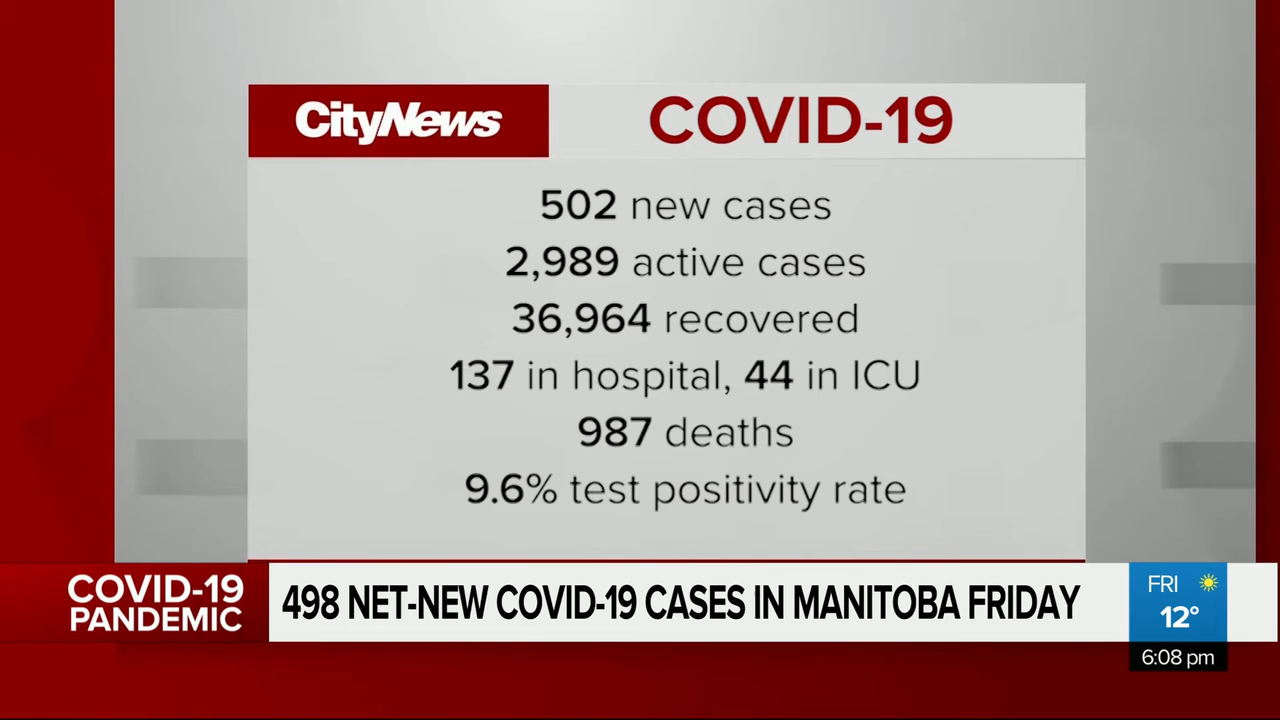 CityNews
COVID-19
502 new cases
2,989 active cases
36,964 recovered
137 in hospital, 44 in ICU
987 deaths
9.6% test positivity rate
COVID-19
PANDEMIC
498 NET-NEW COVID-19 CASES IN MANITOBA FRIDAY
FRI
12°
6:08 pm